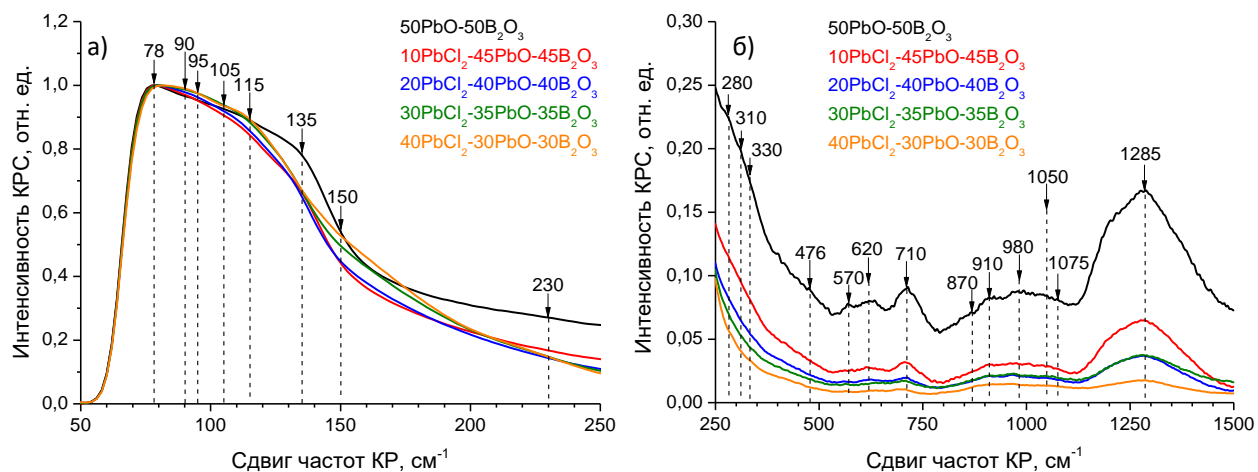 а)
Интенсивность КРС, отн. ед.
1,2
1,0
0,8
0,6
0,4
0,2
0,0
50
100
150
200
250
Сдвиг частот КР, см⁻¹
78
90
95
105
115
135
150
230
50PbO-50B₂O₃
10PbCl₂-45PbO-45B₂O₃
20PbCl₂-40PbO-40B₂O₃
30PbCl₂-35PbO-35B₂O₃
40PbCl₂-30PbO-30B₂O₃
б)
Интенсивность КРС, отн. ед.
0,30
0,25
0,20
0,15
0,10
0,05
0,00
250
500
750
1000
1250
1500
Сдвиг частот КР, см⁻¹
280
310
330
476
570
620
710
870
910
980
1050
1075
1285
50PbO-50B₂O₃
10PbCl₂-45PbO-45B₂O₃
20PbCl₂-40PbO-40B₂O₃
30PbCl₂-35PbO-35B₂O₃
40PbCl₂-30PbO-30B₂O₃